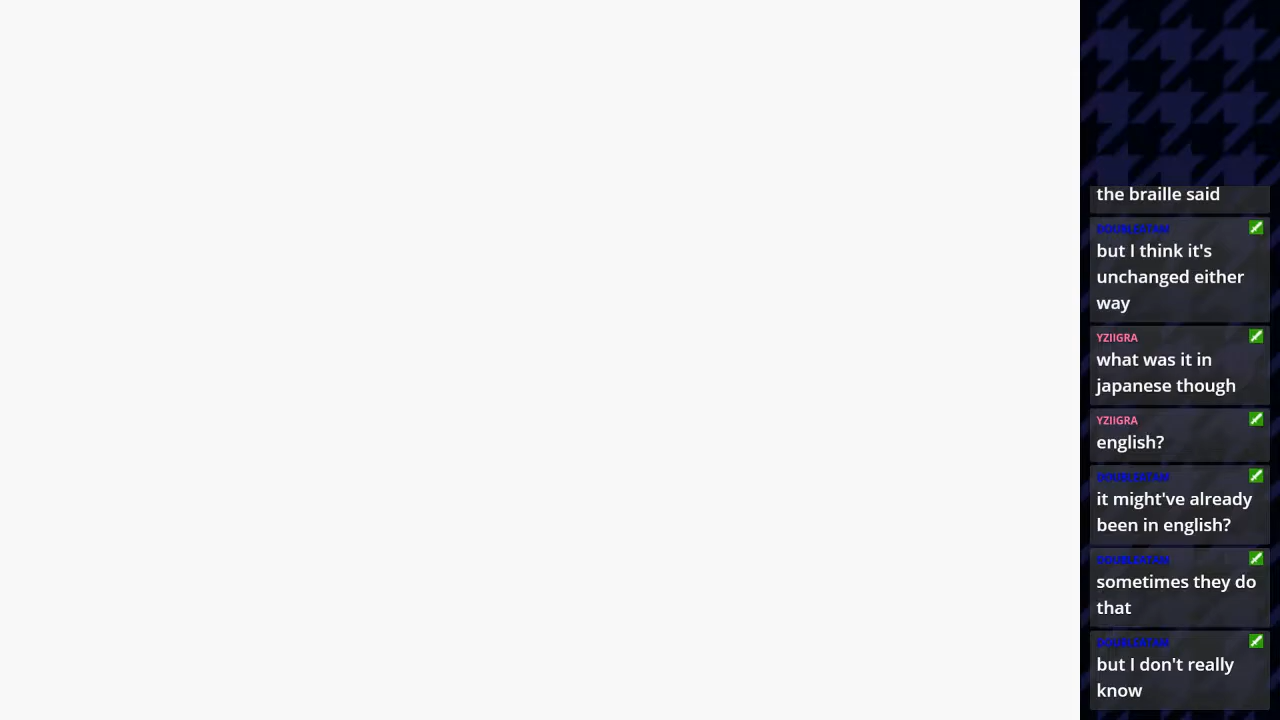 the braille said
but I think it's
unchanged either
way
YZIIGRA
what was it in
japanese though
YZIIGRA
english?
it might've already
been in english?
sometimes they do
that
but I don't really
know